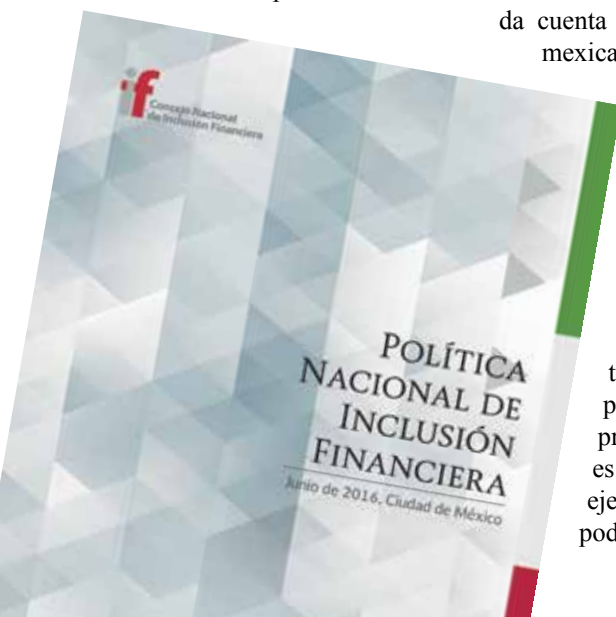 da cuenta
mexica
if
Consejo Nacional
de Inclusión Financiera
POLÍTICA
NACIONAL DE
INCLUSIÓN
FINANCIERA
Junio de 2016, Ciudad de México
t
p
pr
es
eje
pod